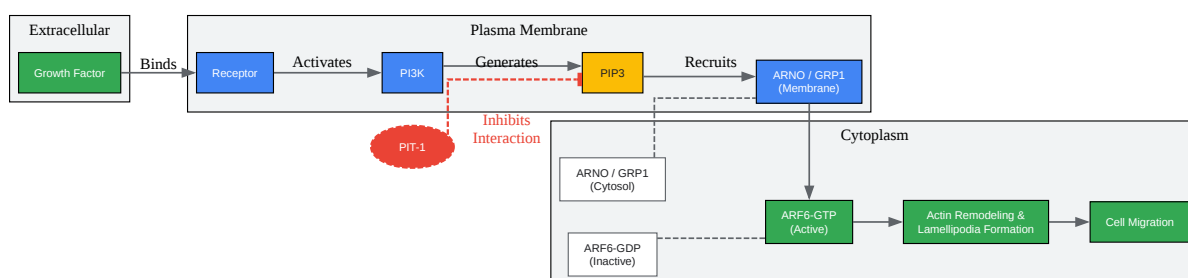 Extracellular
Plasma Membrane
Growth Factor
Binds
Receptor
Activates
PI3K
Generates
PIP3
Recruits
ARNO / GRP1
(Membrane)
Inhibits
Interaction
PIT-1
Cytoplasm
ARNO / GRP1
(Cytosol)
ARF6-GTP
(Active)
Actin Remodeling &
Lamellipodia Formation
Cell Migration
ARF6-GDP
(Inactive)